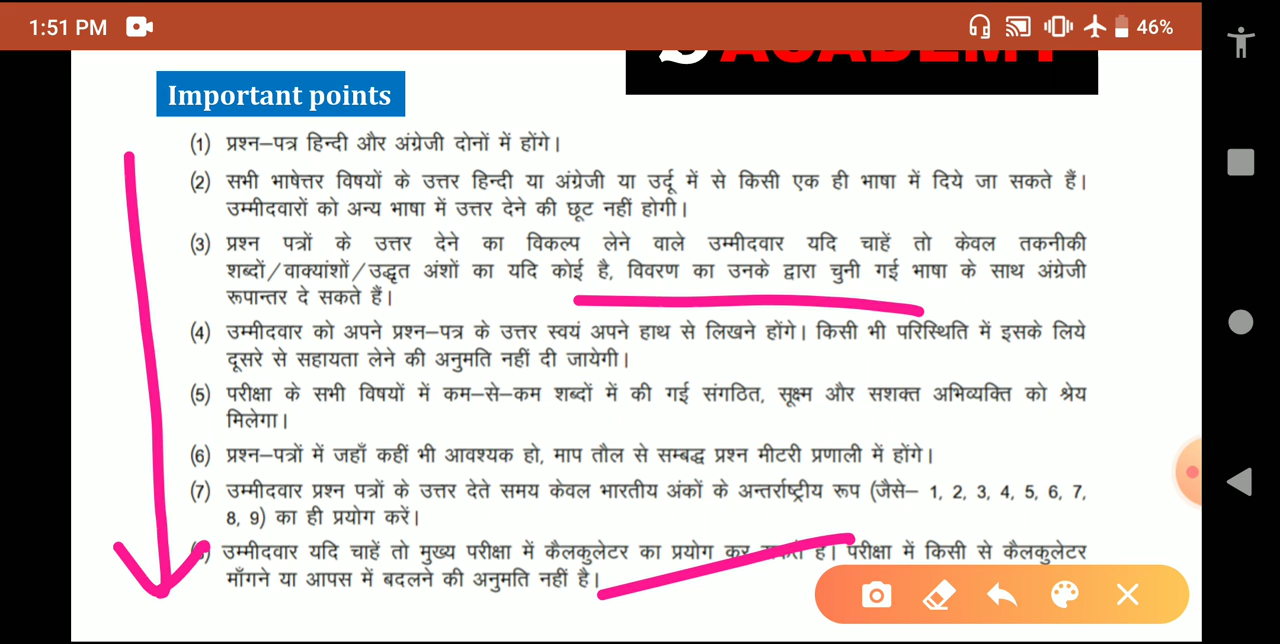 1:51 PM
46%
ACADEMY
Important points
(1) प्रश्न–पत्र हिन्दी और अंग्रेजी दोनों में होंगे।
(2) सभी भाषेत्तर विषयों के उत्तर हिन्दी या अंग्रेजी या उर्दू में से किसी एक ही भाषा में दिये जा सकते हैं।
उम्मीदवारों को अन्य भाषा में उत्तर देने की छूट नहीं होगी।
(3) प्रश्न पत्रों के उत्तर देने का विकल्प लेने वाले उम्मीदवार यदि चाहें तो केवल तकनीकी
शब्दों/वाक्यांशों/उद्धृत अंशों का यदि कोई है, विवरण का उनके द्वारा चुनी गई भाषा के साथ अंग्रेजी
रूपान्तर दे सकते हैं।
(4) उम्मीदवार को अपने प्रश्न–पत्र के उत्तर स्वयं अपने हाथ से लिखने होंगे। किसी भी परिस्थिति में इसके लिये
दूसरे से सहायता लेने की अनुमति नहीं दी जायेगी।
(5) परीक्षा के सभी विषयों में कम–से–कम शब्दों में की गई संगठित, सूक्ष्म और सशक्त अभिव्यक्ति को श्रेय
मिलेगा।
(6) प्रश्न–पत्रों में जहाँ कहीं भी आवश्यक हो, माप तौल से सम्बद्ध प्रश्न मीटरी प्रणाली में होंगे।
(7) उम्मीदवार प्रश्न पत्रों के उत्तर देते समय केवल भारतीय अंकों के अन्तर्राष्ट्रीय रूप (जैसे– 1, 2, 3, 4, 5, 6, 7,
8, 9) का ही प्रयोग करें।
उम्मीदवार यदि चाहें तो मुख्य परीक्षा में कैलकुलेटर का प्रयोग कर सकते हैं। परीक्षा में किसी से कैलकुलेटर
माँगने या आपस में बदलने की अनुमति नहीं है।